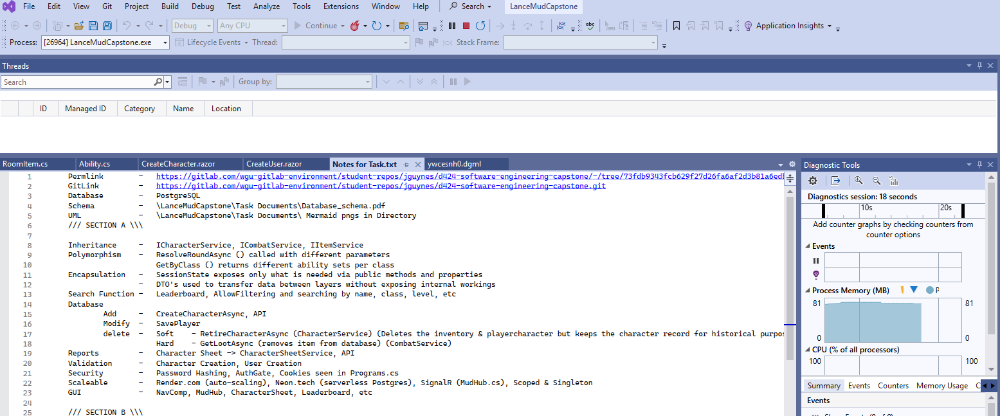 File Edit View Git Project Build Debug Test Analyze Tools Extensions Window Help Search LanceMudCapstone
Debug Any CPU Continue abc Application Insights
Process: [26964] LanceMudCapstone.exe Lifecycle Events Thread: Stack Frame:
Threads
Search Group by:
ID Managed ID Category Name Location
RoomItem.cs Ability.cs CreateCharacter.razor CreateUser.razor Notes for Task.txt ywcesnh0.dgml
1 Permlink - https://gitlab.com/wgu-gitlab-environment/student-repos/jguynes/d424-software-engineering-capstone/-/tree/73fdb9343fcb629f27d26fa6af2d3b81a6edb
2 GitLink - https://gitlab.com/wgu-gitlab-environment/student-repos/jguynes/d424-software-engineering-capstone.git
3 Database - PostgreSQL
4 Schema - \LanceMudCapstone\Task Documents\Database_schema.pdf
5 UML - \LanceMudCapstone\Task Documents\ Mermaid pngs in Directory
6 /// SECTION A \\\
7
8 Inheritance - ICharacterService, ICombatService, IItemService
9 Polymorphism - ResolveRoundAsync () called with different parameters
10 GetByClass () returns different ability sets per class
11 Encapsulation - SessionState exposes only what is needed via public methods and properties
12 - DTO's used to transfer data between layers without exposing internal workings
13 Search Function - Leaderboard, AllowFiltering and searching by name, class, level, etc
14 Database
15 Add - CreateCharacterAsync, API
16 Modify - SavePlayer
17 delete - Soft - RetireCharacterAsync (CharacterService) (Deletes the inventory & playercharacter but keeps the character record for historical purpos
18 Hard - GetLootAsync (removes item from database) (CombatService)
19 Reports - Character Sheet -> CharacterSheetService, API
20 Validation - Character Creation, User Creation
21 Security - Password Hashing, AuthGate, Cookies seen in Programs.cs
22 Scaleable - Render.com (auto-scaling), Neon.tech (serverless Postgres), SignalR (MudHub.cs), Scoped & Singleton
23 GUI - NavComp, MudHub, CharacterSheet, Leaderboard, etc
24
25 /// SECTION B \\\
Diagnostic Tools
Diagnostics session: 18 seconds
10s 20s
Add counter graphs by checking counters from
counter options
Events
Process Memory (MB) P
81 81
0 0
CPU (% of all processors)
100 100
Summary Events Counters Memory Usage C
Events